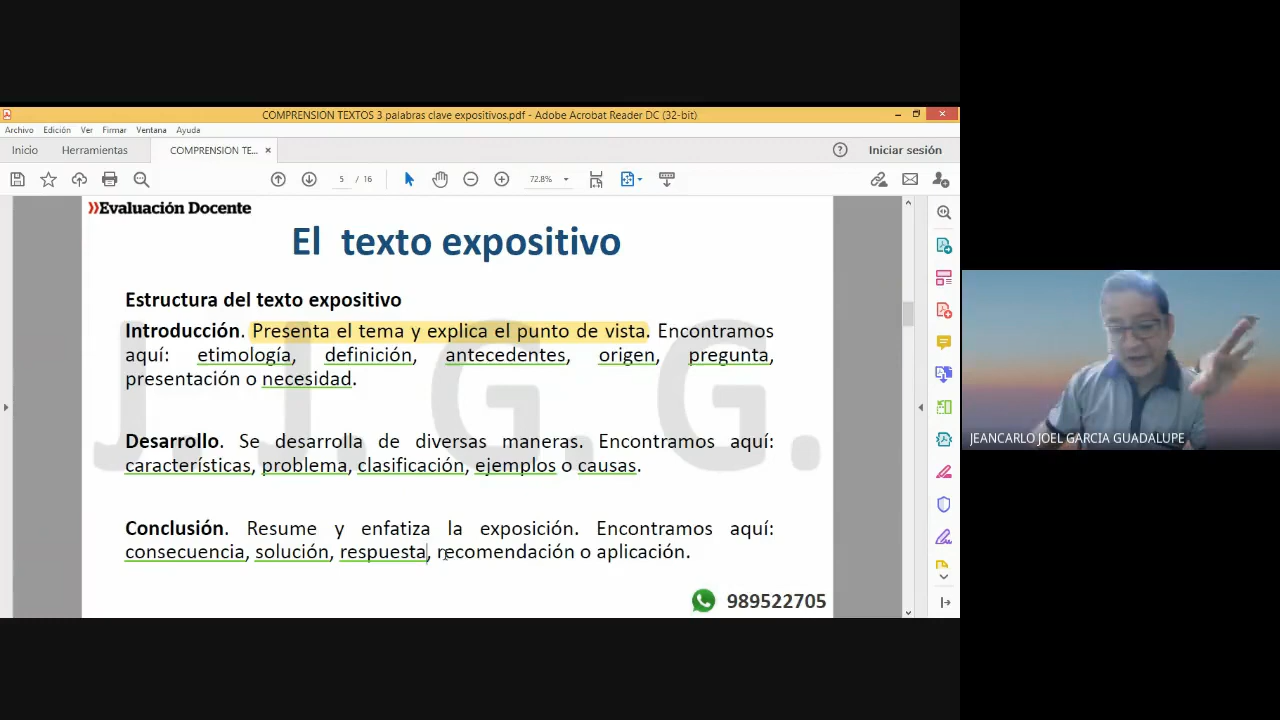 COMPRENSION TEXTOS 3 palabras clave expositivos.pdf - Adobe Acrobat Reader DC (32-bit)
Archivo Edición Ver Firmar Ventana Ayuda
Inicio Herramientas COMPRENSION TE... × Iniciar sesión
5 / 16 72.8%
»Evaluación Docente
El texto expositivo
Estructura del texto expositivo
Introducción. Presenta el tema y explica el punto de vista. Encontramos
aquí: etimología, definición, antecedentes, origen, pregunta,
presentación o necesidad.
Desarrollo. Se desarrolla de diversas maneras. Encontramos aquí:
características, problema, clasificación, ejemplos o causas.
Conclusión. Resume y enfatiza la exposición. Encontramos aquí:
consecuencia, solución, respuesta, recomendación o aplicación.
989522705
J. J. G. G.
JEANCARLO JOEL GARCIA GUADALUPE